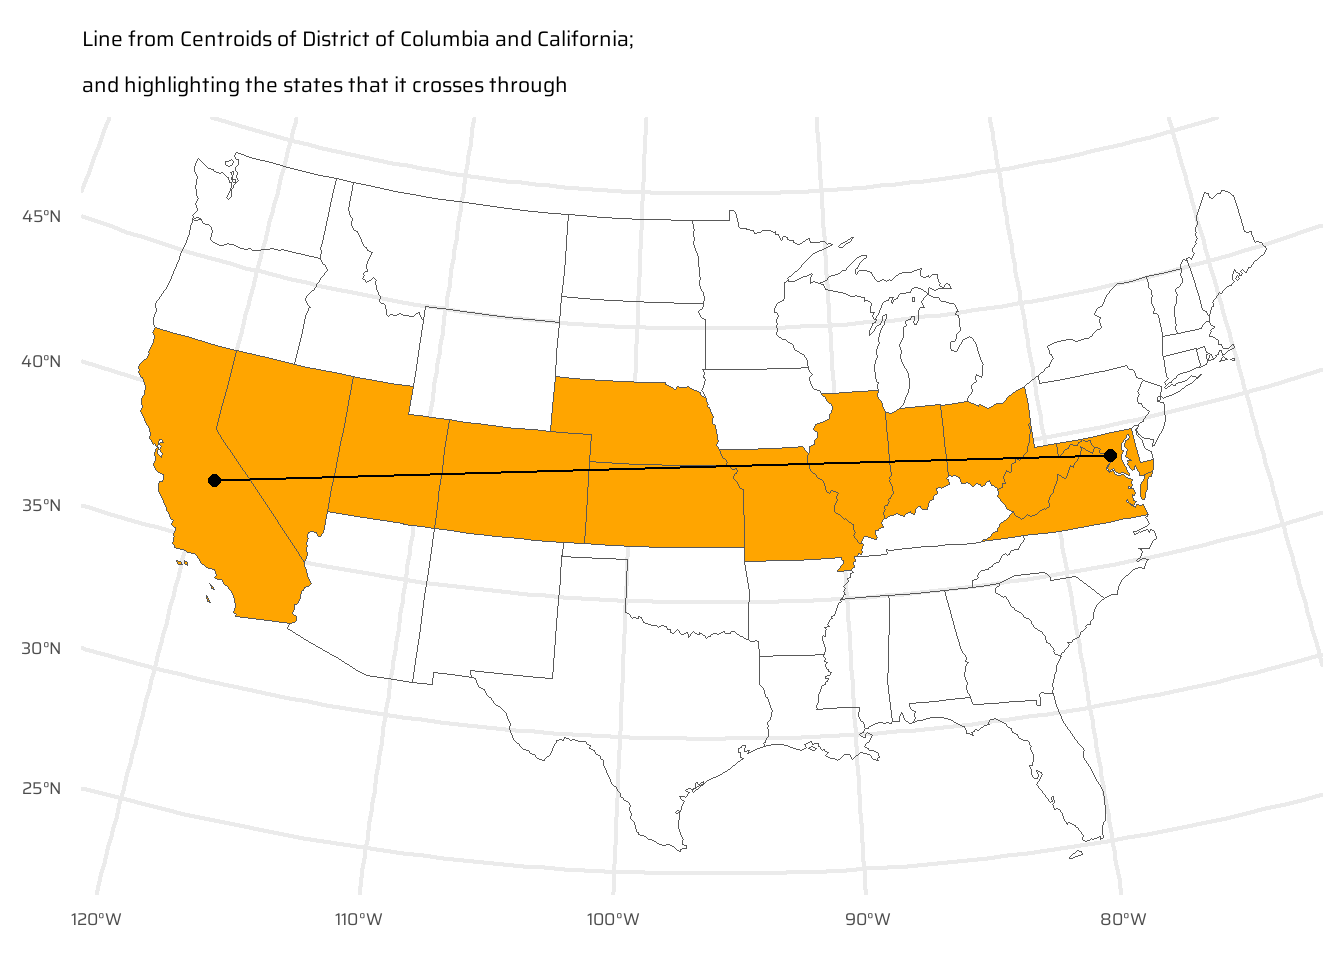 Line from Centroids of District of Columbia and California;
and highlighting the states that it crosses through
45°N
40°N
35°N
30°N
25°N
120°W 110°W 100°W 90°W 80°W